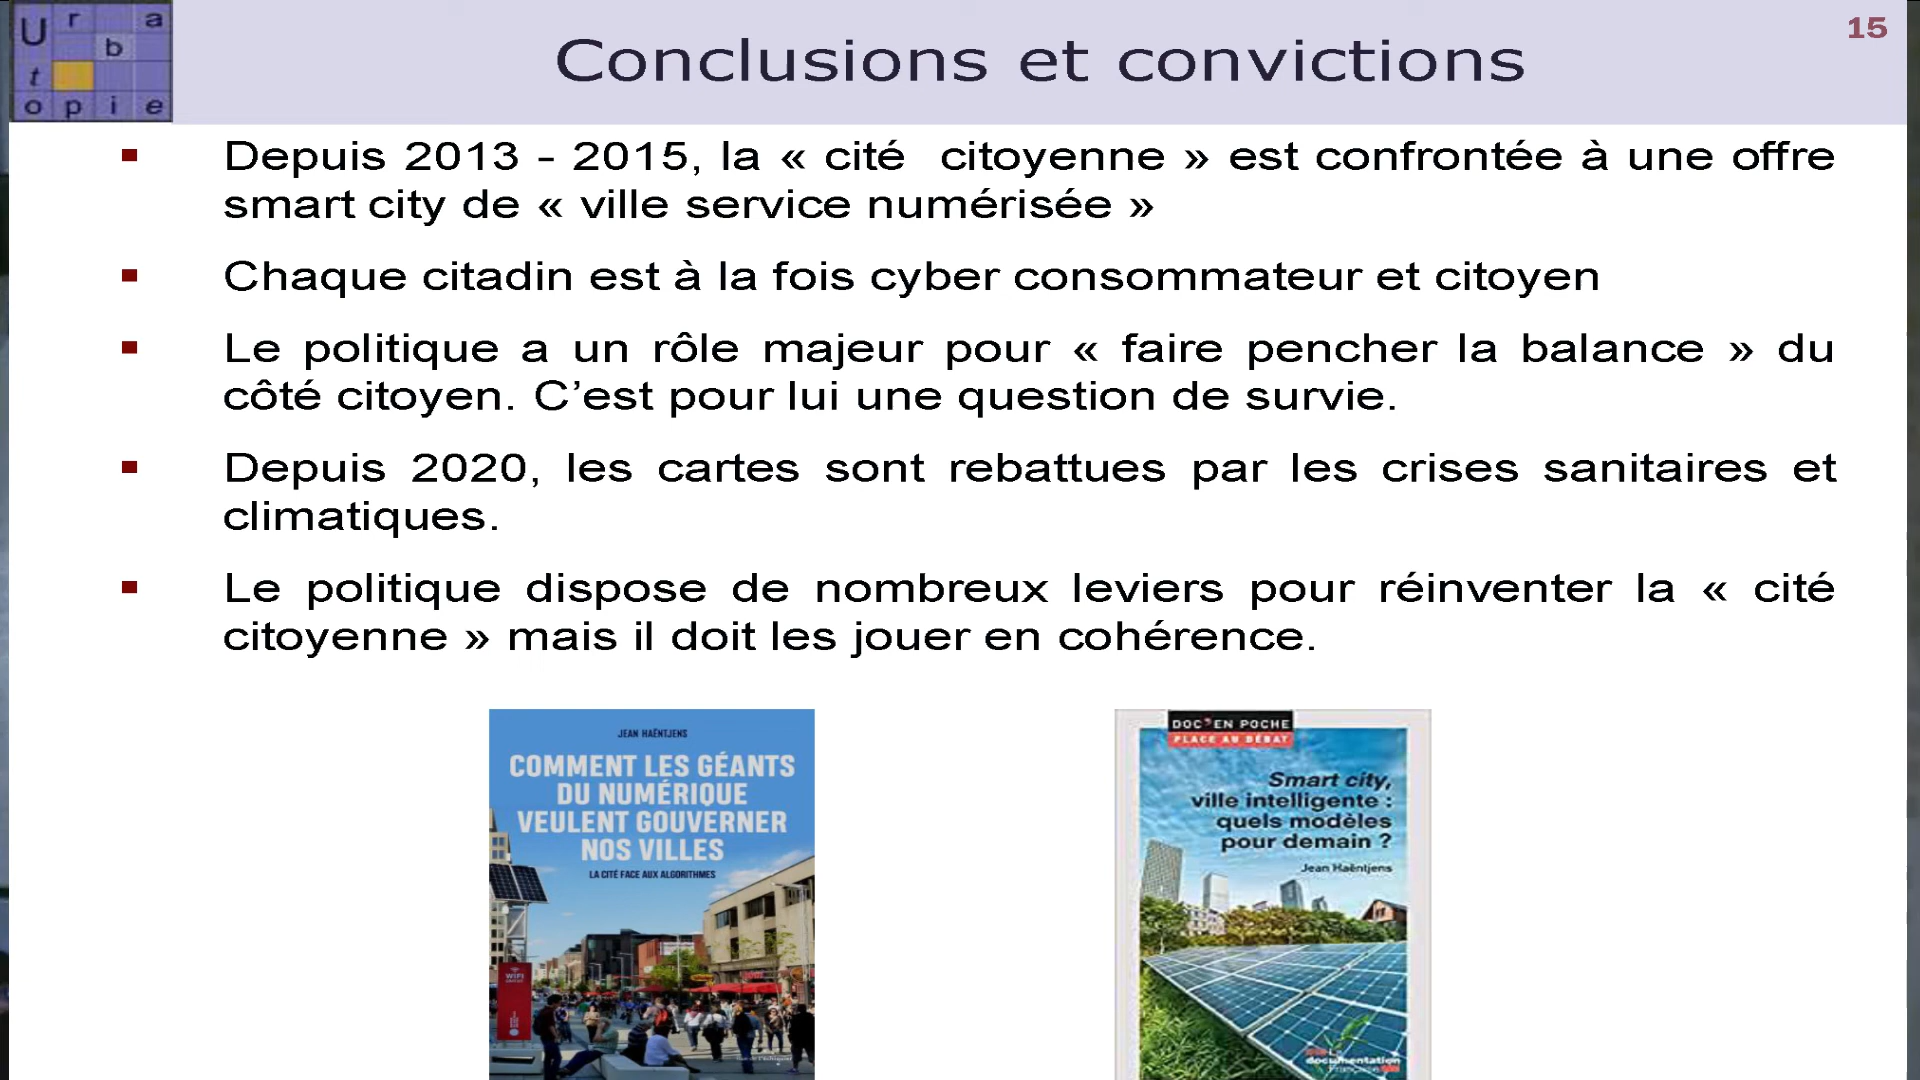 U r a
b
t
o p i e
Conclusions et convictions
15
Depuis 2013 - 2015, la « cité citoyenne » est confrontée à une offre
smart city de « ville service numérisée »
Chaque citadin est à la fois cyber consommateur et citoyen
Le politique a un rôle majeur pour « faire pencher la balance » du
côté citoyen. C’est pour lui une question de survie.
Depuis 2020, les cartes sont rebattues par les crises sanitaires et
climatiques.
Le politique dispose de nombreux leviers pour réinventer la « cité
citoyenne » mais il doit les jouer en cohérence.
JEAN HAËNTJENS
COMMENT LES GÉANTS
DU NUMÉRIQUE
VEULENT GOUVERNER
NOS VILLES
LA CITÉ FACE AUX ALGORITHMES
WIFI
DOC’EN POCHE
PLACE AU DÉBAT
Smart city,
ville intelligente :
quels modèles
pour demain ?
Jean Haëntjens
La
documentation
Française